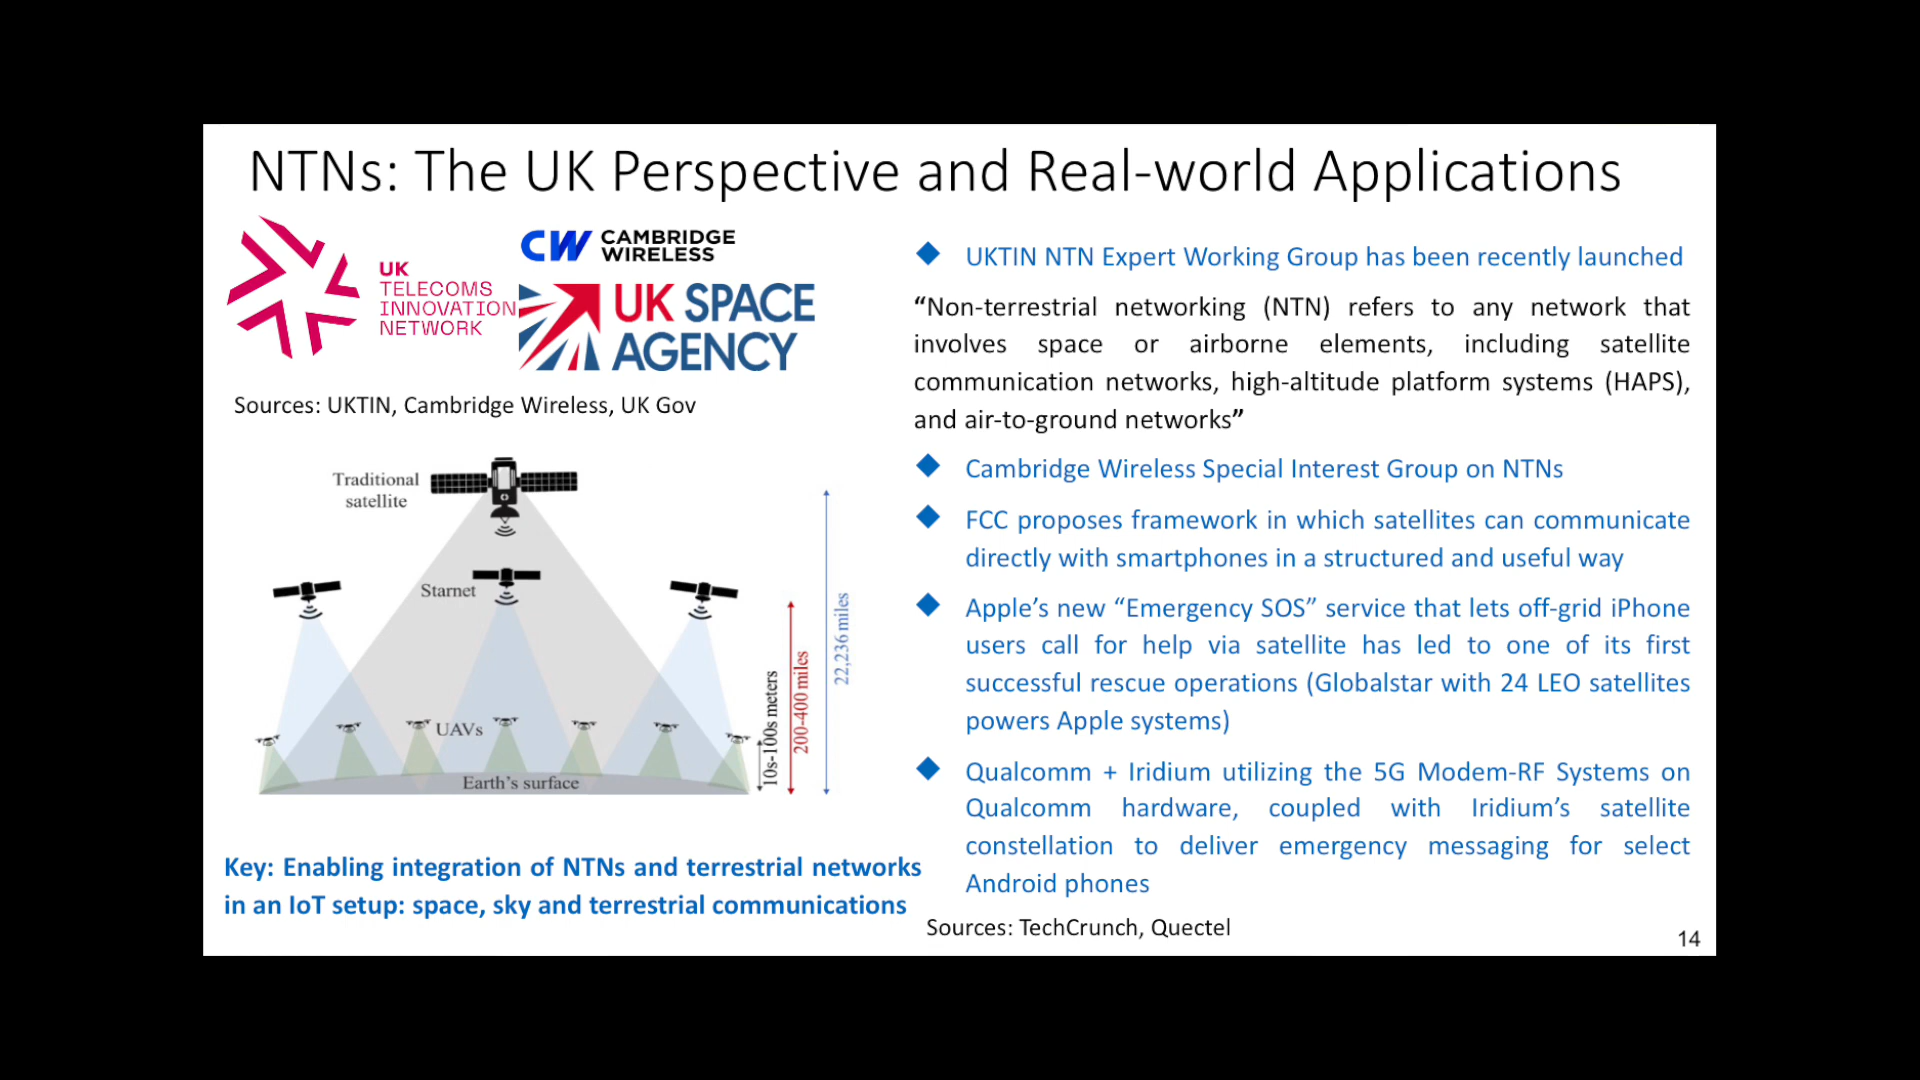 NTNs: The UK Perspective and Real-world Applications
UK
TELECOMS
INNOVATION
NETWORK
CW CAMBRIDGE
WIRELESS
UK SPACE
AGENCY
Sources: UKTIN, Cambridge Wireless, UK Gov
Traditional
satellite
Starnet
UAVs
Earth's surface
10s-100s meters
200-400 miles
22,236 miles
Key: Enabling integration of NTNs and terrestrial networks
in an IoT setup: space, sky and terrestrial communications
UKTIN NTN Expert Working Group has been recently launched
“Non-terrestrial networking (NTN) refers to any network that
involves space or airborne elements, including satellite
communication networks, high-altitude platform systems (HAPS),
and air-to-ground networks”
Cambridge Wireless Special Interest Group on NTNs
FCC proposes framework in which satellites can communicate
directly with smartphones in a structured and useful way
Apple’s new “Emergency SOS” service that lets off-grid iPhone
users call for help via satellite has led to one of its first
successful rescue operations (Globalstar with 24 LEO satellites
powers Apple systems)
Qualcomm + Iridium utilizing the 5G Modem-RF Systems on
Qualcomm hardware, coupled with Iridium’s satellite
constellation to deliver emergency messaging for select
Android phones
Sources: TechCrunch, Quectel
14